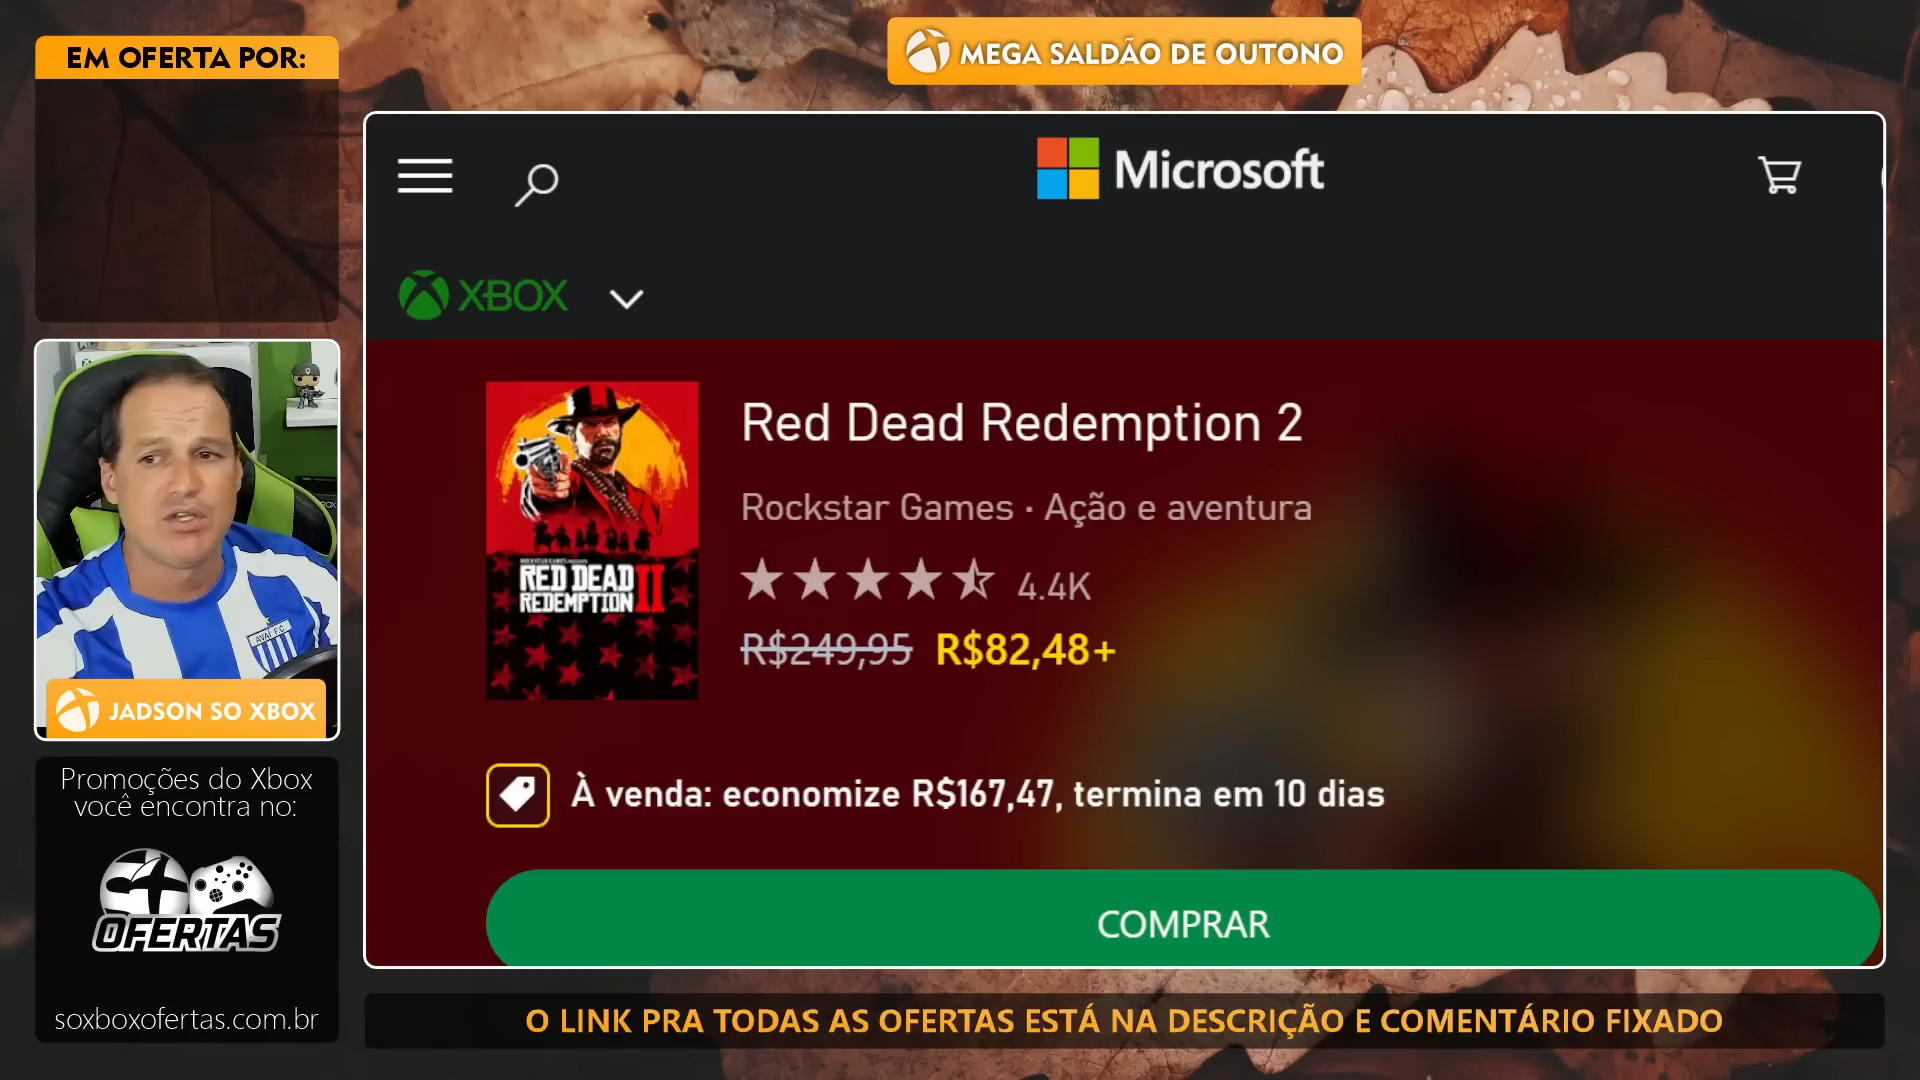 EM OFERTA POR:
MEGA SALDÃO DE OUTONO
Microsoft
XBOX
Red Dead Redemption 2
Rockstar Games · Ação e aventura
4.4K
R$249,95 R$82,48+
RED DEAD
REDEMPTION II
À venda: economize R$167,47, termina em 10 dias
COMPRAR
AVAÍ F.C
JADSON SO XBOX
Promoções do Xbox
você encontra no:
OFERTAS
soxboxofertas.com.br
O LINK PRA TODAS AS OFERTAS ESTÁ NA DESCRIÇÃO E COMENTÁRIO FIXADO